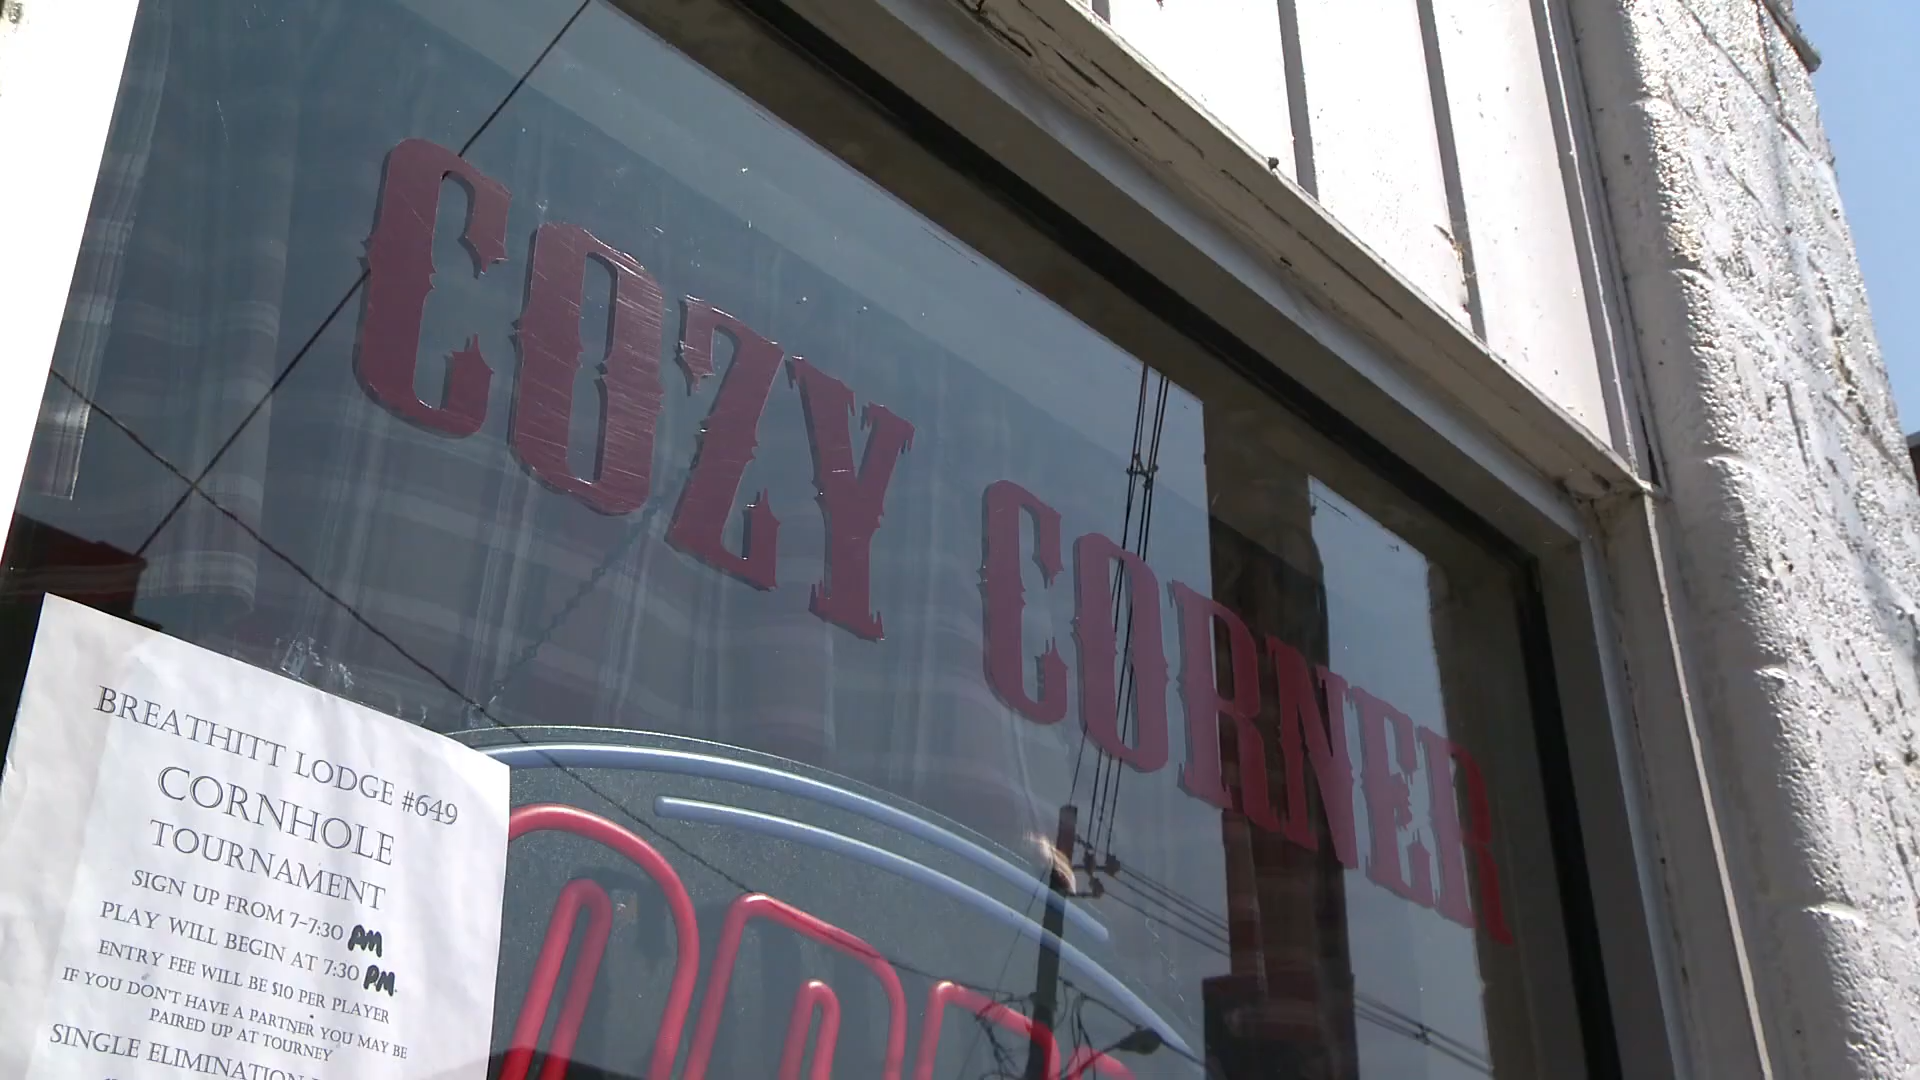 COZY CORNER
BREATHITT LODGE #649
CORNHOLE
TOURNAMENT
SIGN UP FROM 7-7:30 AM
PLAY WILL BEGIN AT 7:30 PM
ENTRY FEE WILL BE $10 PER PLAYER
IF YOU DON'T HAVE A PARTNER YOU MAY BE
PAIRED UP AT TOURNEY
SINGLE ELIMINATION